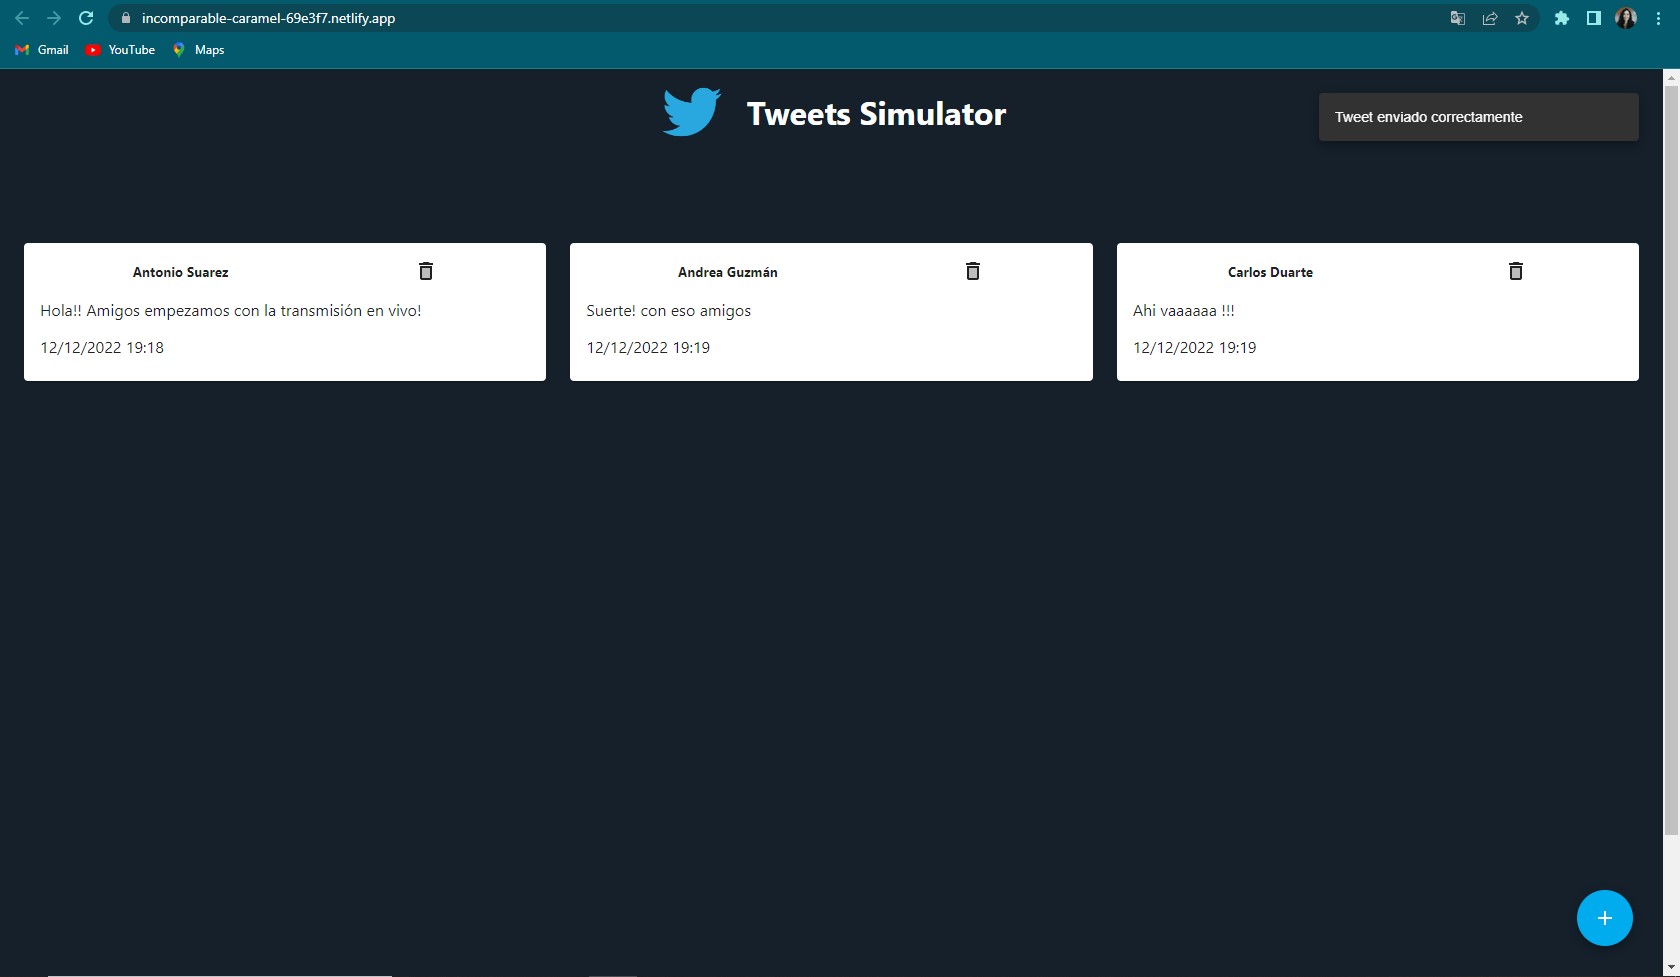 incomparable-caramel-69e3f7.netlify.app
Gmail YouTube Maps
Tweets Simulator
Tweet enviado correctamente
Antonio Suarez
Hola!! Amigos empezamos con la transmisión en vivo!
12/12/2022 19:18
Andrea Guzmán
Suerte! con eso amigos
12/12/2022 19:19
Carlos Duarte
Ahi vaaaaaa !!!
12/12/2022 19:19